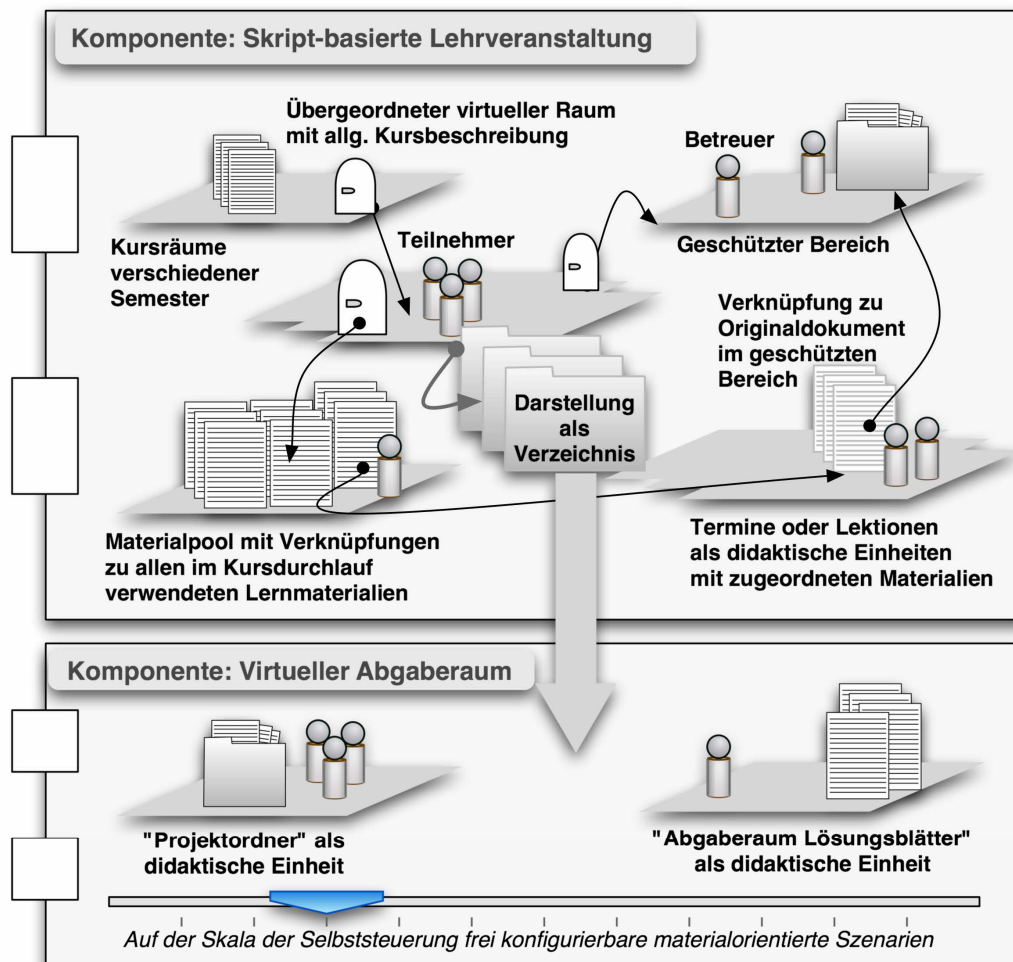 Komponente: Skript-basierte Lehrveranstaltung
Übergeordneter virtueller Raum
mit allg. Kursbeschreibung
Betreuer
Kursräume
verschiedener
Semester
Teilnehmer
Geschützter Bereich
Verknüpfung zu
Originaldokument
im geschützten
Bereich
Darstellung
als
Verzeichnis
Materialpool mit Verknüpfungen
zu allen im Kursdurchlauf
verwendeten Lernmaterialien
Termine oder Lektionen
als didaktische Einheiten
mit zugeordneten Materialien
Komponente: Virtueller Abgaberaum
"Projektordner" als
didaktische Einheit
"Abgaberaum Lösungsblätter"
als didaktische Einheit
Auf der Skala der Selbststeuerung frei konfigurierbare materialorientierte Szenarien